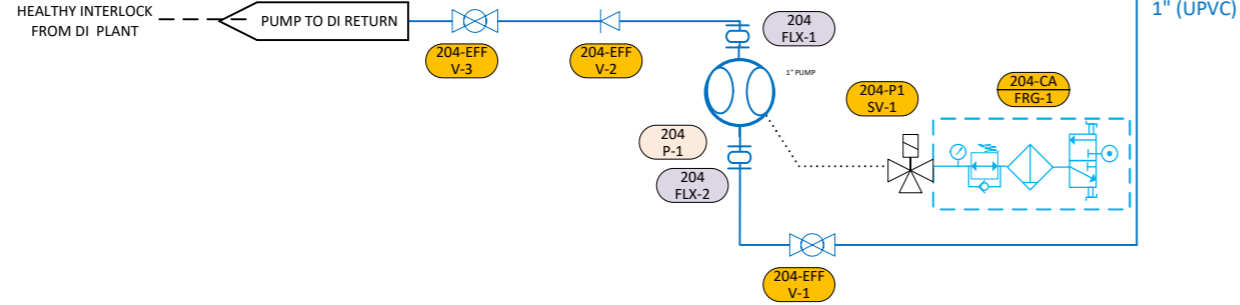 HEALTHY INTERLOCK
FROM DI PLANT
PUMP TO DI RETURN
204-EFF
V-3
204-EFF
V-2
204
FLX-1
1" (UPVC)
1" PUMP
204-P1
SV-1
204-CA
FRG-1
204
P-1
204
FLX-2
204-EFF
V-1